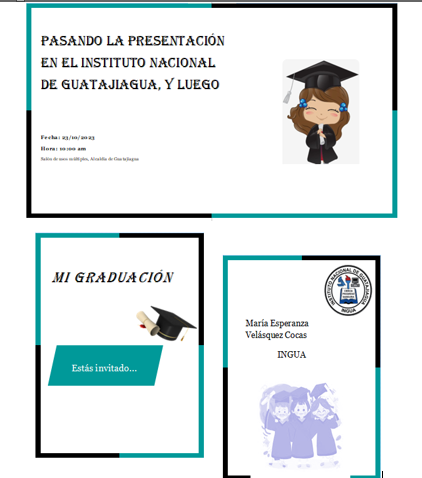 PASANDO LA PRESENTACIÓN
EN EL INSTITUTO NACIONAL
DE GUATAJIAGUA, Y LUEGO
Fecha: 23/10/2023
Hora: 10:00 am
Salón de usos múltiples, Alcaldía de Guatajiagua
MI GRADUACIÓN
Estás invitado...
INSTITUTO NACIONAL DE GUATAJIAGUA
INGUA
María Esperanza
Velásquez Cocas
INGUA